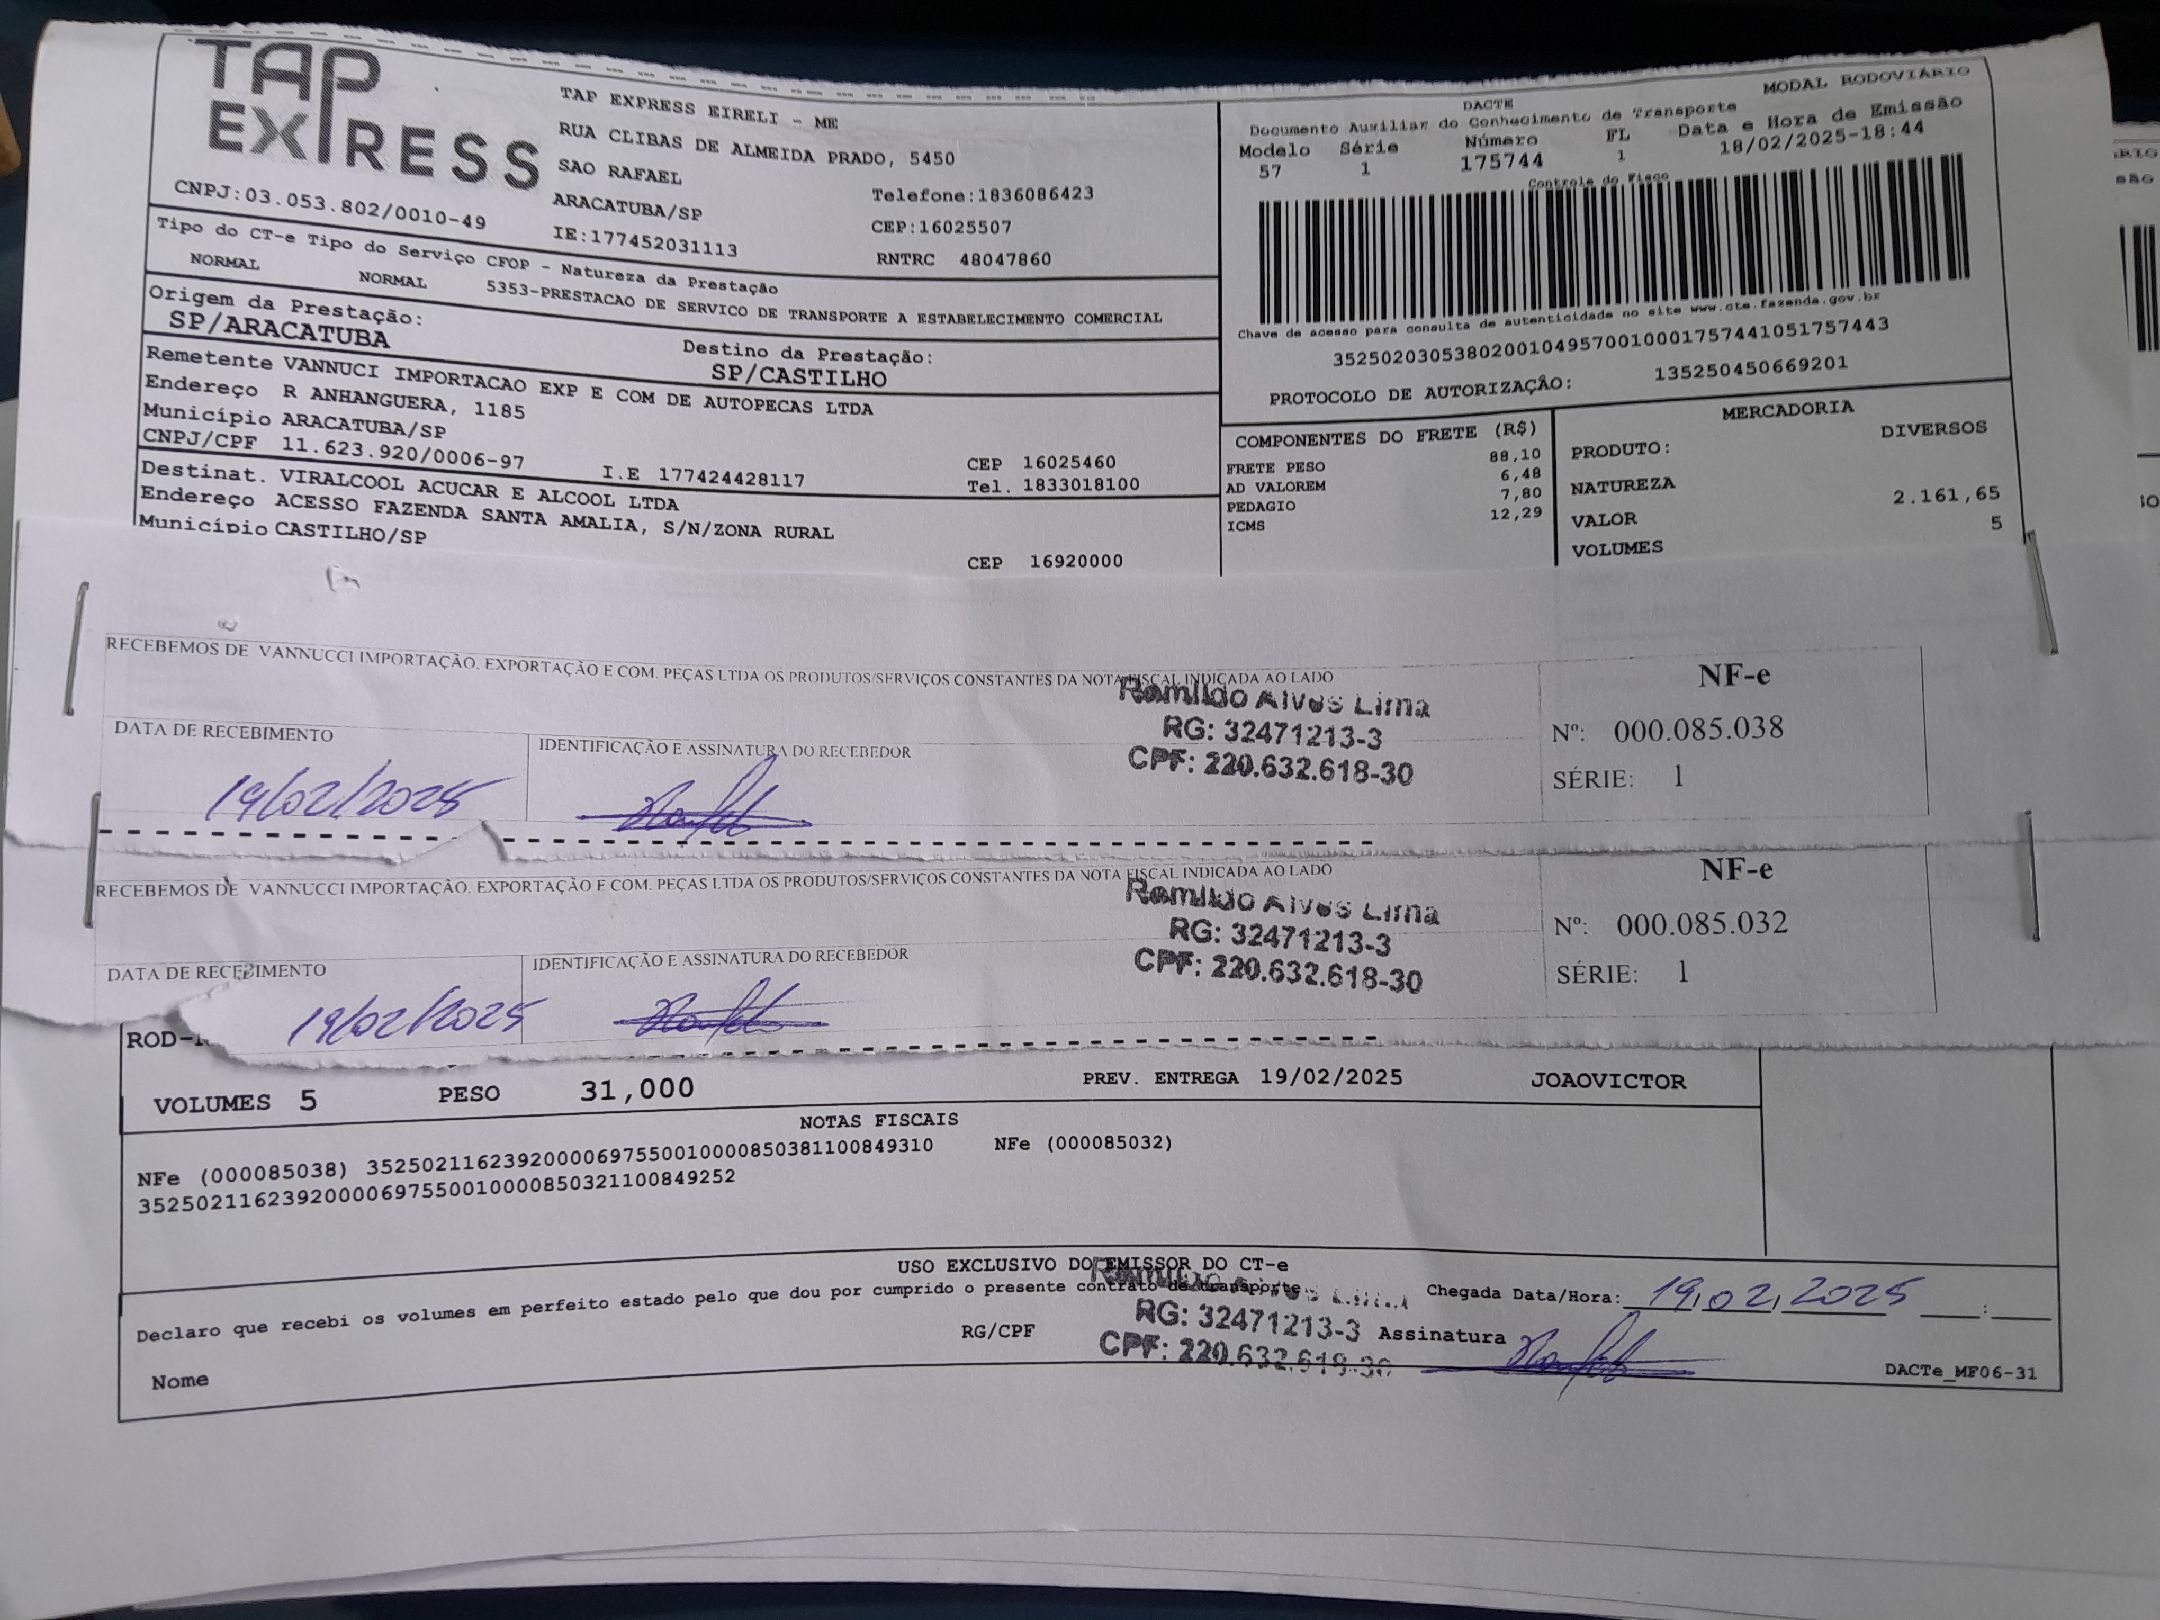 TAP EXPRESS
TAP EXPRESS EIRELI - ME
RUA CLIBAS DE ALMEIDA PRADO, 5450
SAO RAFAEL
ARACATUBA/SP
Telefone:1836086423
CEP:16025507
CNPJ:03.053.802/0010-49
IE:177452031113
RNTRC 48047860
Tipo do CT-e Tipo do Serviço CFOP - Natureza da Prestação
NORMAL NORMAL 5353-PRESTACAO DE SERVICO DE TRANSPORTE A ESTABELECIMENTO COMERCIAL
Origem da Prestação:
SP/ARACATUBA
Destino da Prestação:
SP/CASTILHO
Remetente VANNUCI IMPORTACAO EXP E COM DE AUTOPECAS LTDA
Endereço R ANHANGUERA, 1185
Município ARACATUBA/SP
CEP 16025460
CNPJ/CPF 11.623.920/0006-97 I.E 177424428117 Tel. 1833018100
Destinat. VIRALCOOL ACUCAR E ALCOOL LTDA
Endereço ACESSO FAZENDA SANTA AMALIA, S/N/ZONA RURAL
Município CASTILHO/SP
CEP 16920000
DACTE
MODAL RODOVIÁRIO
Documento Auxiliar do Conhecimento de Transporte
Modelo Série Número FL Data e Hora de Emissão
57 1 175744 1 18/02/2025-18:44
Controle do Fisco
Chave de acesso para consulta de autenticidade no site www.cte.fazenda.gov.br
35250203053802001049570010001757441051757443
PROTOCOLO DE AUTORIZAÇÂO: 135250450669201
COMPONENTES DO FRETE (R$)
FRETE PESO 88,10
AD VALOREM 6,48
PEDAGIO 7,80
ICMS 12,29
MERCADORIA
PRODUTO: DIVERSOS
NATUREZA
VALOR 2.161,65
VOLUMES 5
RECEBEMOS DE VANNUCCI IMPORTAÇÃO. EXPORTAÇÃO E COM. PEÇAS LTDA OS PRODUTOS/SERVIÇOS CONSTANTES DA NOTA FISCAL INDICADA AO LADO
NF-e
Romildo Alves Lima
RG: 32471213-3
CPF: 220.632.618-30
Nº: 000.085.038
SÉRIE: 1
DATA DE RECEBIMENTO
IDENTIFICAÇÃO E ASSINATURA DO RECEBEDOR
19/02/2025
RECEBEMOS DE VANNUCCI IMPORTAÇÃO. EXPORTAÇÃO E COM. PEÇAS LTDA OS PRODUTOS/SERVIÇOS CONSTANTES DA NOTA FISCAL INDICADA AO LADO
NF-e
Romildo Alves Lima
RG: 32471213-3
CPF: 220.632.618-30
Nº: 000.085.032
SÉRIE: 1
DATA DE RECEBIMENTO
IDENTIFICAÇÃO E ASSINATURA DO RECEBEDOR
19/02/2025
VOLUMES 5 PESO 31,000 PREV. ENTREGA 19/02/2025 JOAOVICTOR
NOTAS FISCAIS
NFe (000085038) 35250211623920000697550010000850381100849310 NFe (000085032)
35250211623920000697550010000850321100849252
USO EXCLUSIVO DO EMISSOR DO CT-e
Declaro que recebi os volumes em perfeito estado pelo que dou por cumprido o presente contrato de transporte
Chegada Data/Hora: 19,02,2025
RG: 32471213-3
CPF: 220.632.618-30
RG/CPF
Assinatura
Nome
DACTe_MF06-31